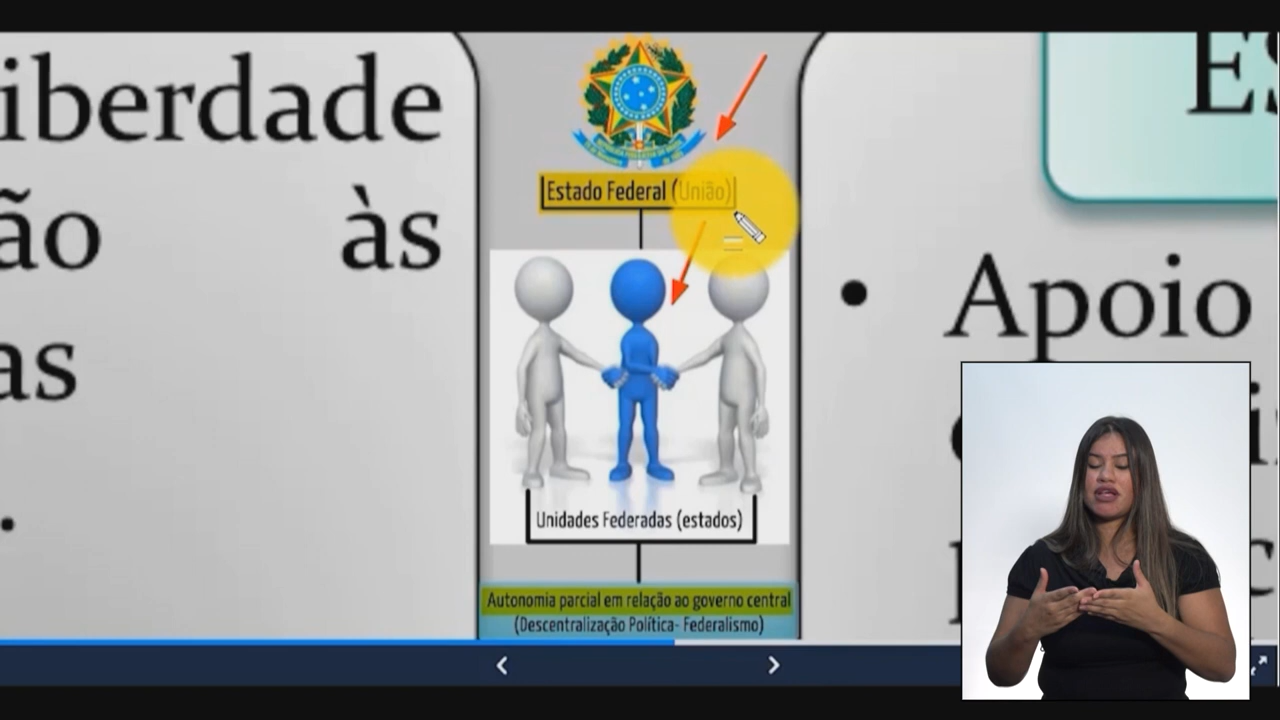 iberdade
ão às
as
.
Estado Federal (União)
Unidades Federadas (estados)
Autonomia parcial em relação ao governo central
(Descentralização Política- Federalismo)
Es
• Apoio